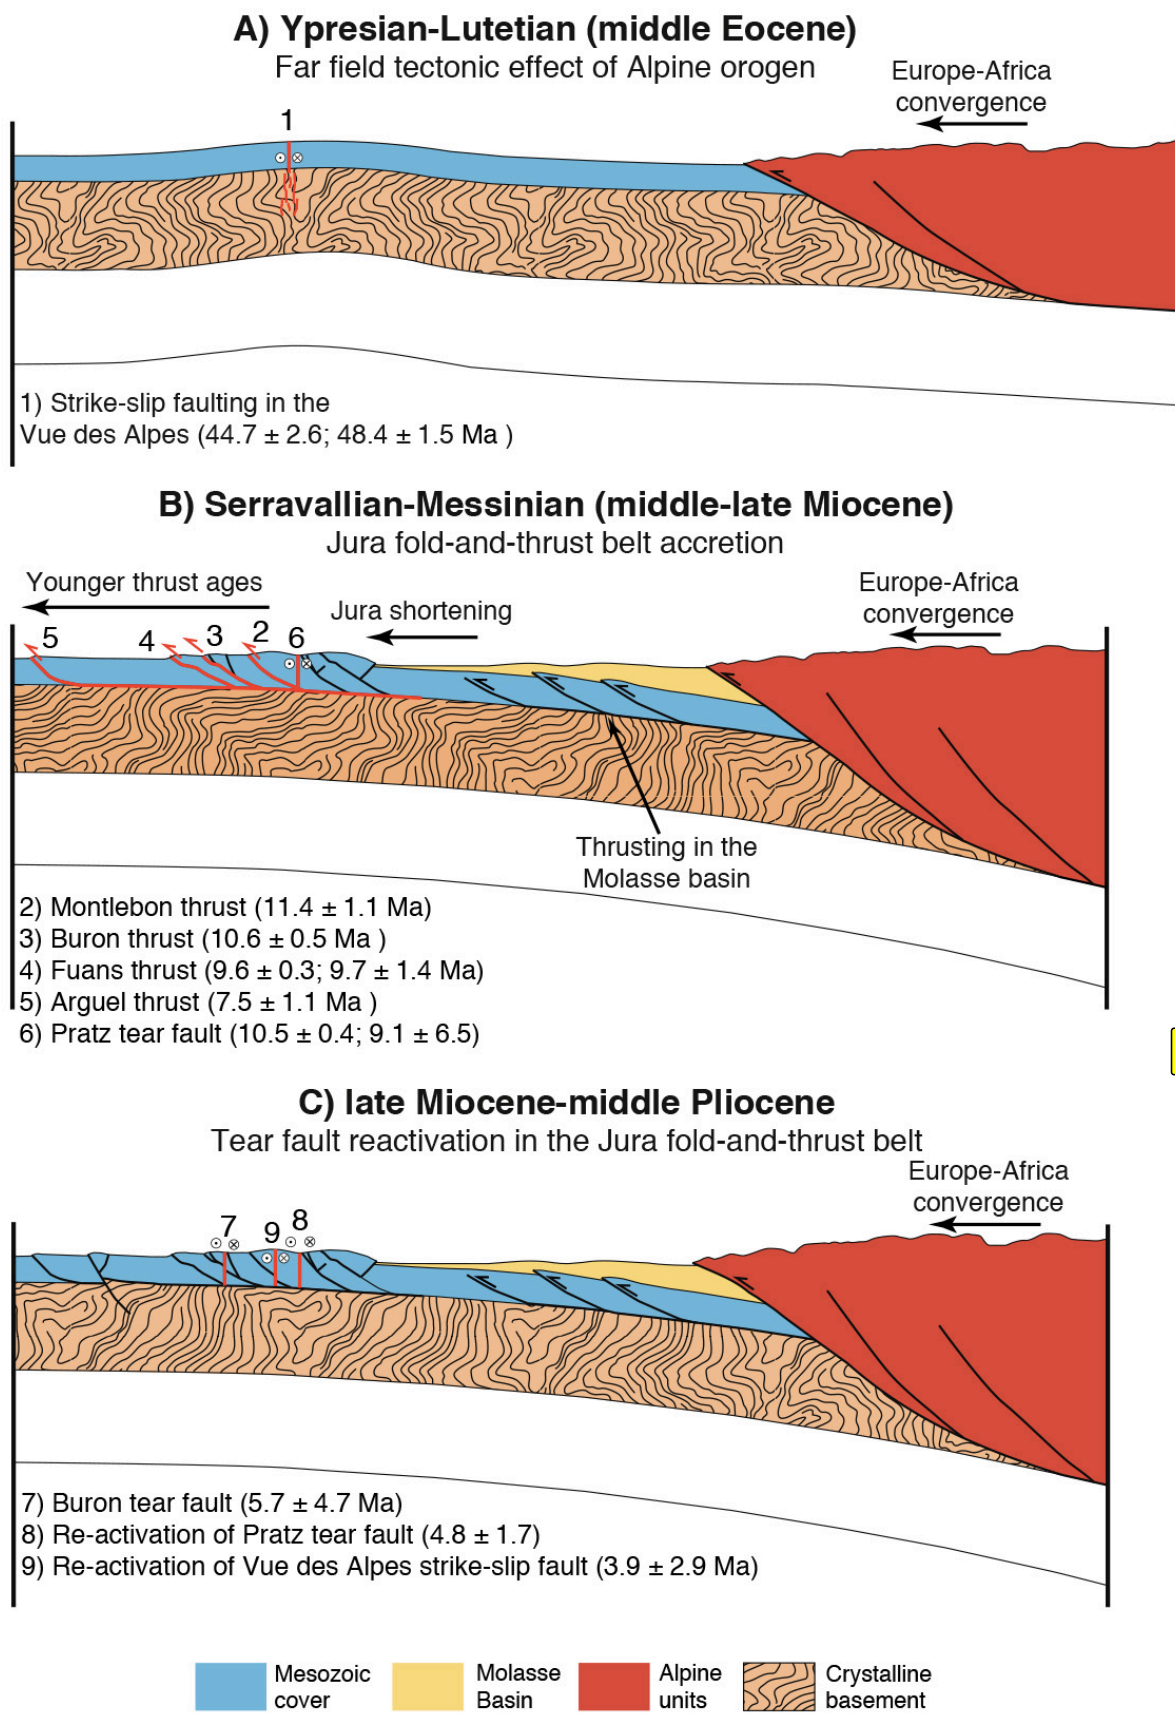 A) Ypresian-Lutetian (middle Eocene)
Far field tectonic effect of Alpine orogen
Europe-Africa
convergence
1
1) Strike-slip faulting in the
Vue des Alpes (44.7 ± 2.6; 48.4 ± 1.5 Ma )
B) Serravallian-Messinian (middle-late Miocene)
Jura fold-and-thrust belt accretion
Younger thrust ages
Jura shortening
Europe-Africa
convergence
5 4 3 2 6
Thrusting in the
Molasse basin
2) Montlebon thrust (11.4 ± 1.1 Ma)
3) Buron thrust (10.6 ± 0.5 Ma )
4) Fuans thrust (9.6 ± 0.3; 9.7 ± 1.4 Ma)
5) Arguel thrust (7.5 ± 1.1 Ma )
6) Pratz tear fault (10.5 ± 0.4; 9.1 ± 6.5)
C) late Miocene-middle Pliocene
Tear fault reactivation in the Jura fold-and-thrust belt
Europe-Africa
convergence
7 9 8
7) Buron tear fault (5.7 ± 4.7 Ma)
8) Re-activation of Pratz tear fault (4.8 ± 1.7)
9) Re-activation of Vue des Alpes strike-slip fault (3.9 ± 2.9 Ma)
Mesozoic
cover
Molasse
Basin
Alpine
units
Crystalline
basement